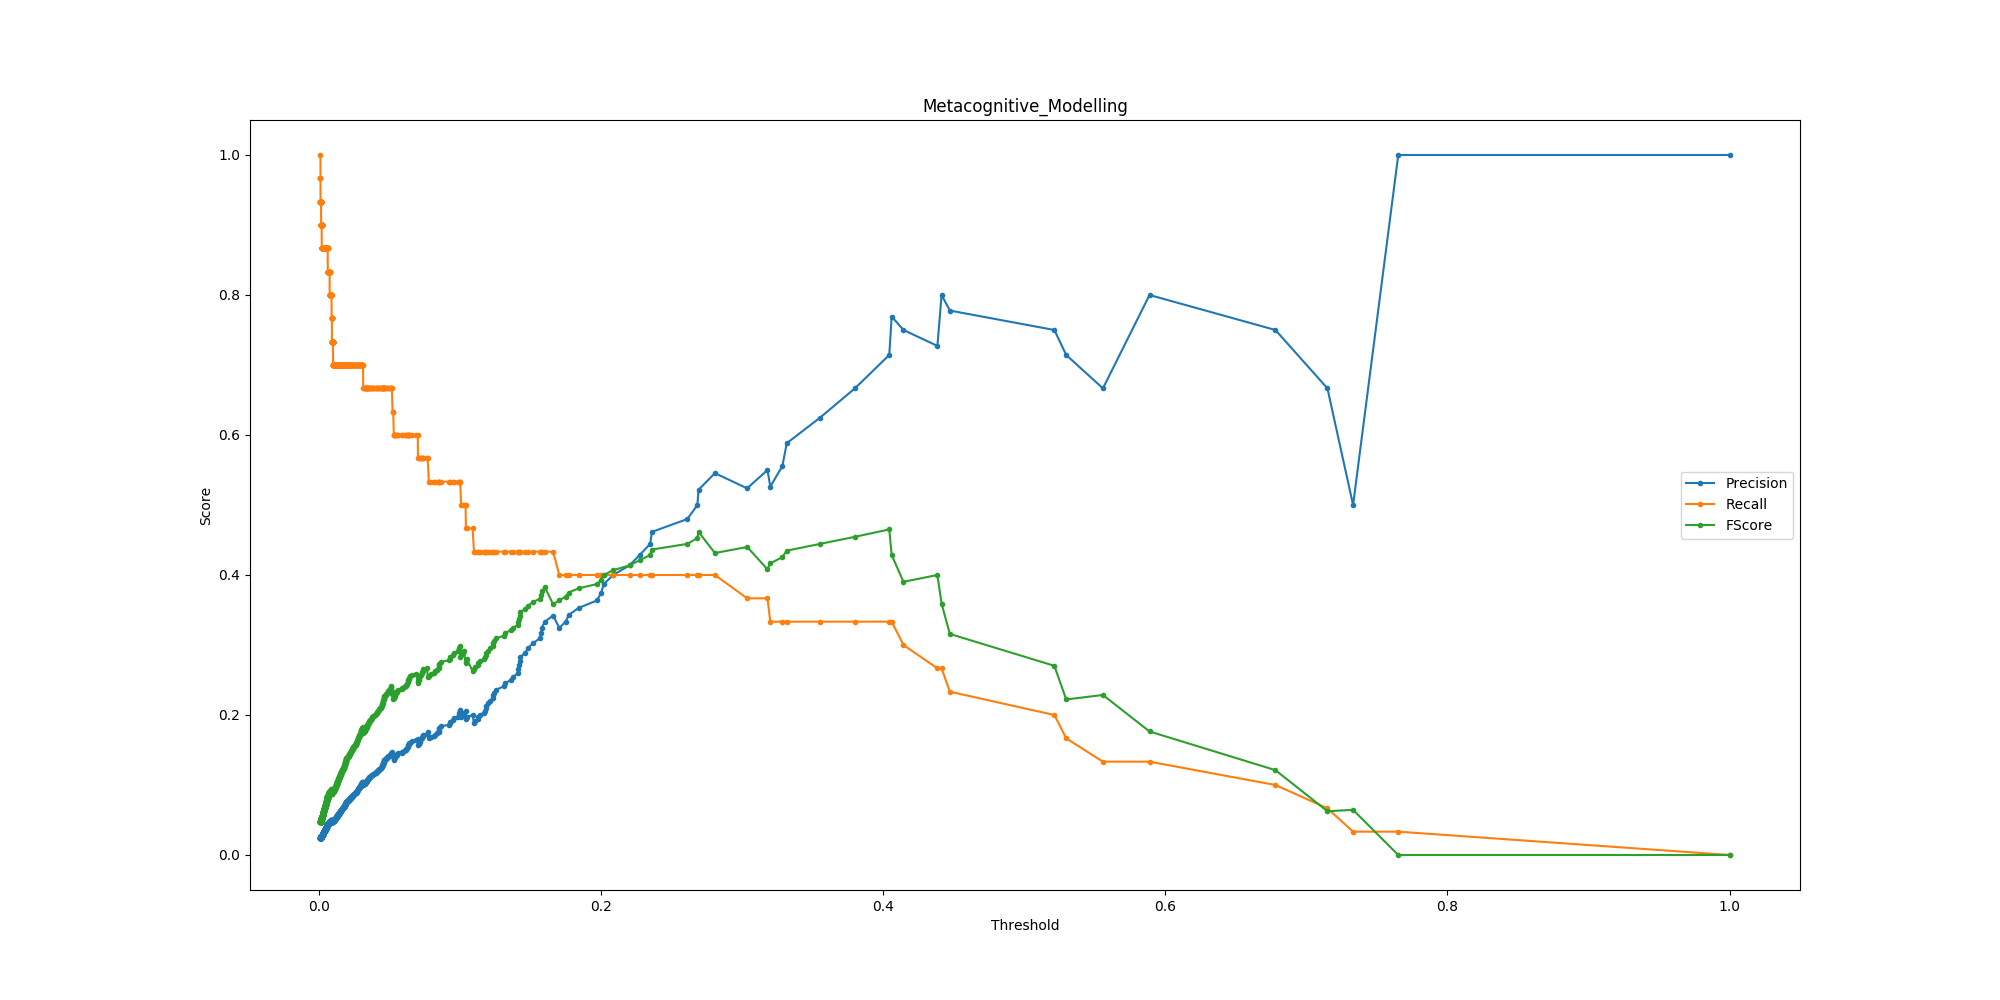 Metacognitive_Modelling
1.0
0.8
0.6
0.4
0.2
0.0
Score
Precision
Recall
FScore
0.0 0.2 0.4 0.6 0.8 1.0
Threshold